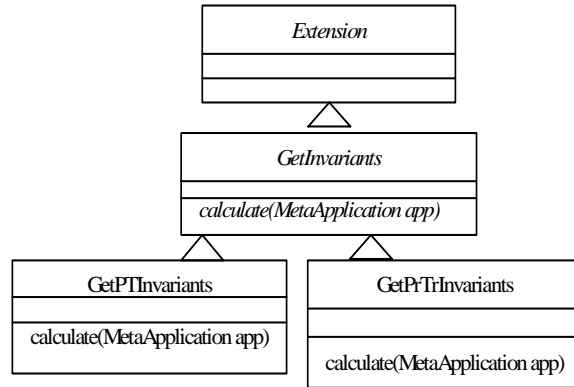 Extension
GetInvariants
calculate(MetaApplication app)
GetPTInvariants
calculate(MetaApplication app)
GetPrTrInvariants
calculate(MetaApplication app)